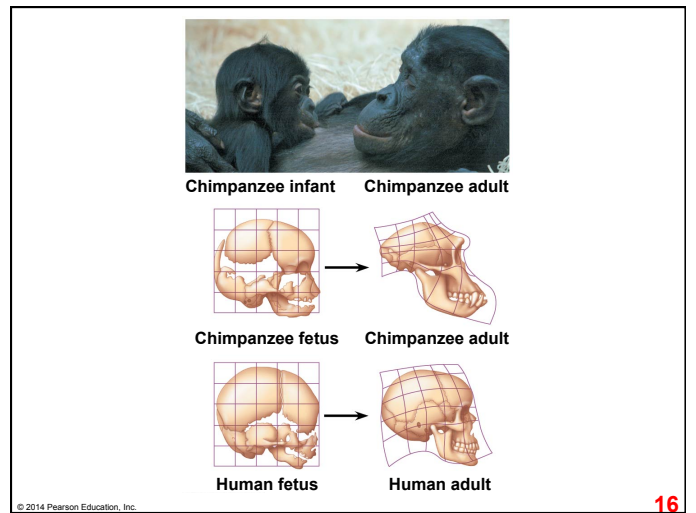 Chimpanzee infant Chimpanzee adult
Chimpanzee fetus Chimpanzee adult
Human fetus Human adult
© 2014 Pearson Education, Inc. 16